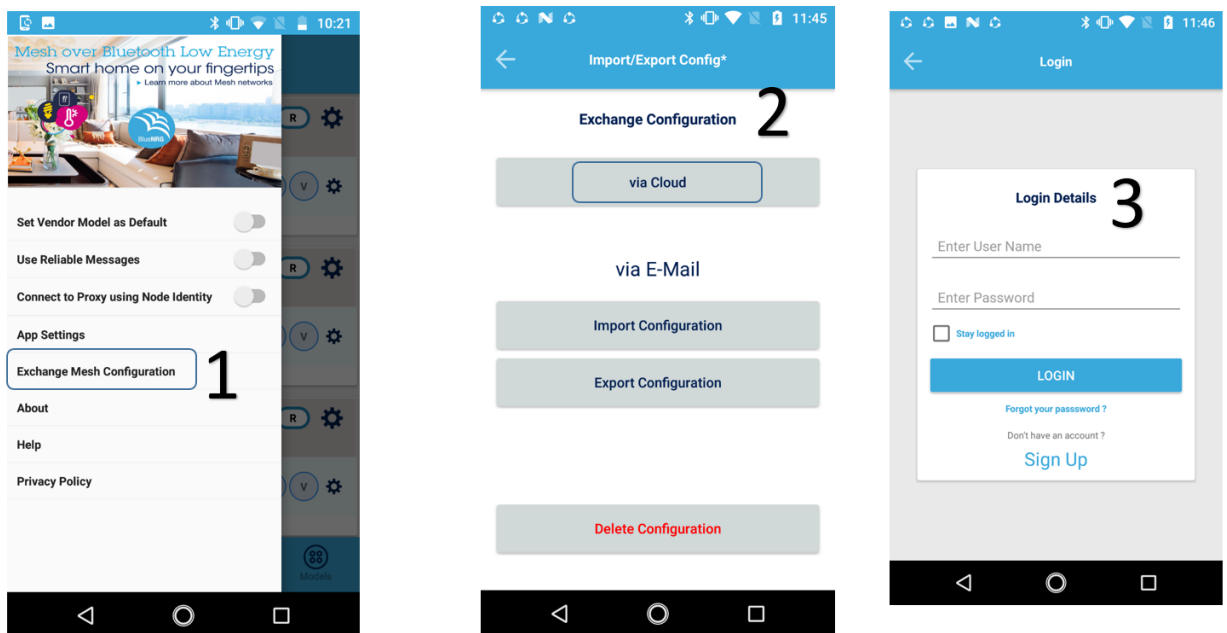 10:21
Mesh over Bluetooth Low Energy
Smart home on your fingertips
▸ Learn more about Mesh networks
BlueNRG
R
V
Set Vendor Model as Default
Use Reliable Messages
R
Connect to Proxy using Node Identity
App Settings
V
Exchange Mesh Configuration
1
About
R
Help
Privacy Policy
V
Models
11:45
Import/Export Config*
Exchange Configuration
2
via Cloud
via E-Mail
Import Configuration
Export Configuration
Delete Configuration
11:46
Login
Login Details
3
Enter User Name
Enter Password
Stay logged in
LOGIN
Forgot your passsword ?
Don't have an account ?
Sign Up